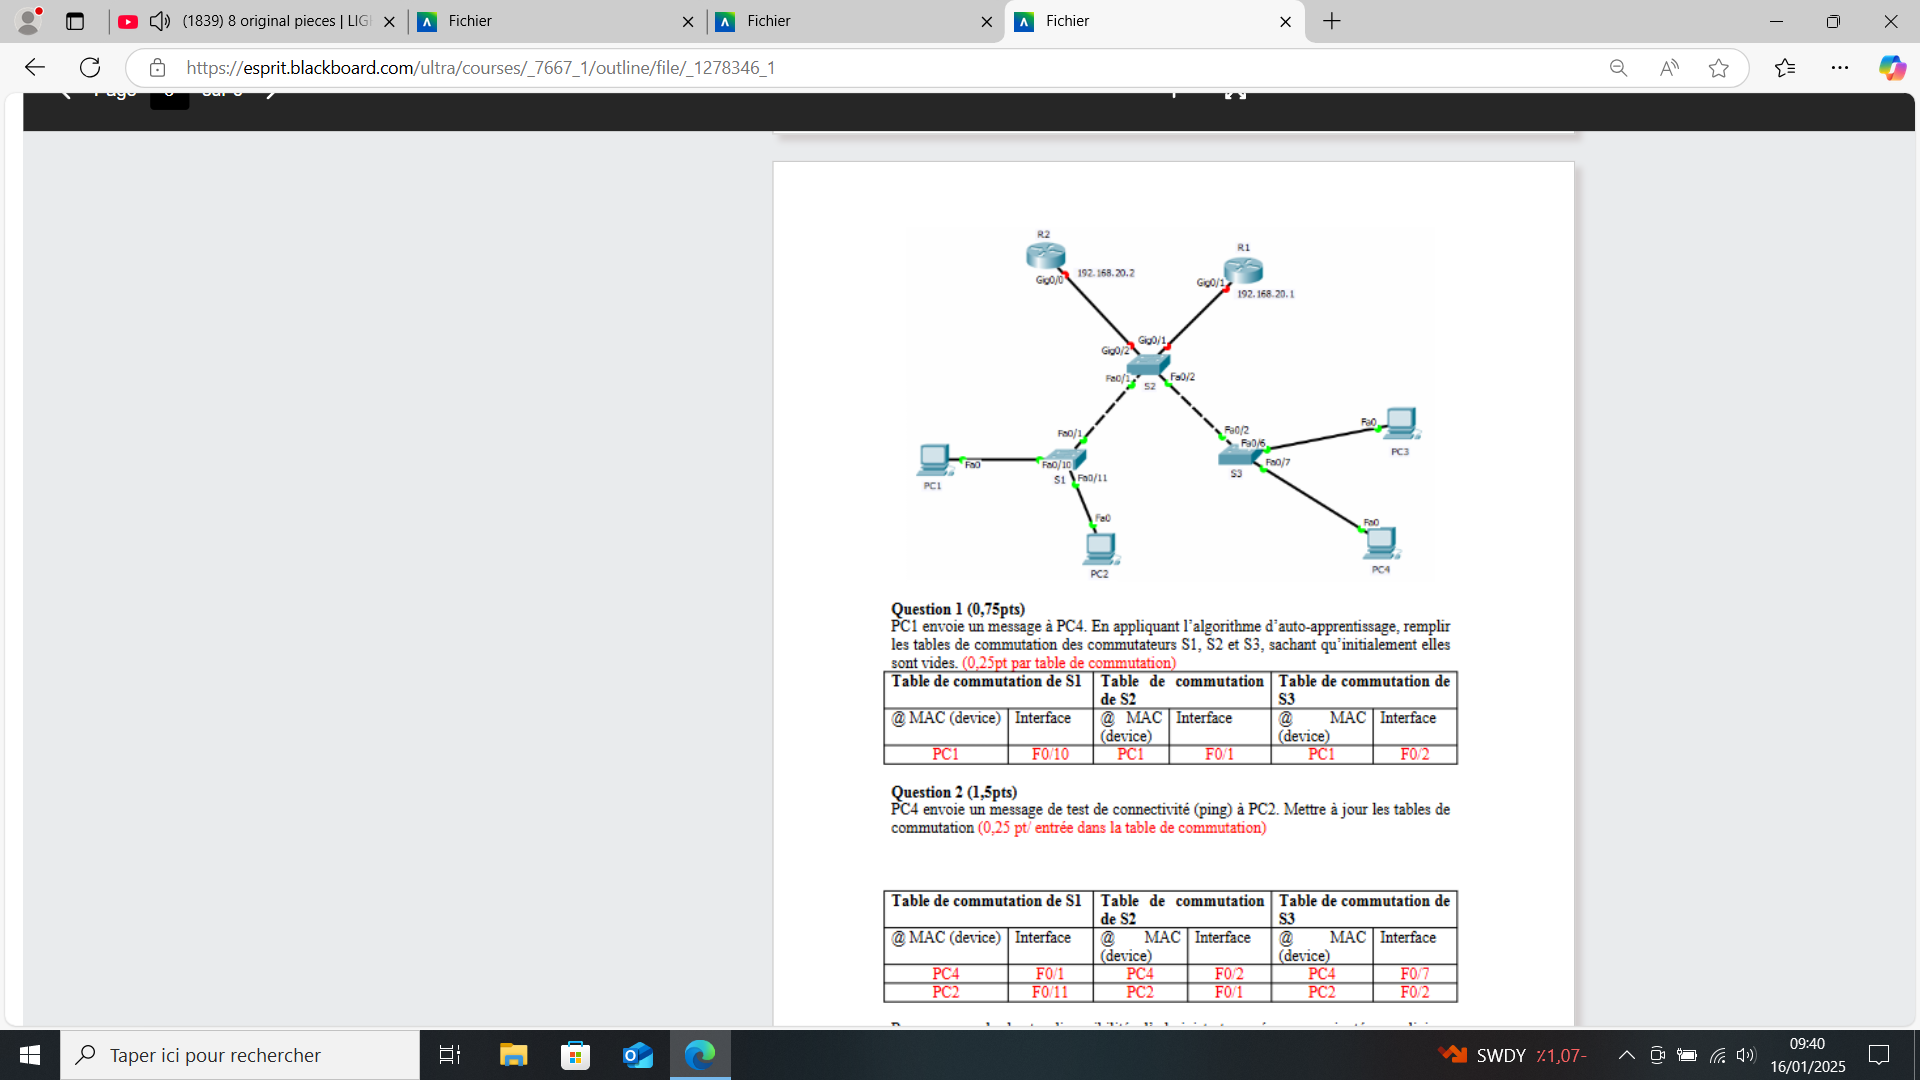 (1839) 8 original pieces | LIG
Fichier
Fichier
Fichier
https://esprit.blackboard.com/ultra/courses/_7667_1/outline/file/_1278346_1
R2
192.168.20.2
Gig0/0
R1
Gig0/1
192.168.20.1
Gig0/1
Gig0/2
Fa0/1
Fa0/2
S2
Fa0/1
Fa0/2
Fa0/6
Fa0
PC3
Fa0
Fa0/10
S1
Fa0/11
S3
Fa0/7
PC1
Fa0
PC2
Fa0
PC4
Question 1 (0,75pts)
PC1 envoie un message à PC4. En appliquant l’algorithme d’auto-apprentissage, remplir
les tables de commutation des commutateurs S1, S2 et S3, sachant qu’initialement elles
sont vides. (0,25pt par table de commutation)
Table de commutation de S1 Table de commutation de S2 Table de commutation de S3
@ MAC (device) Interface @ MAC (device) Interface @ MAC (device) Interface
PC1 F0/10 PC1 F0/1 PC1 F0/2
Question 2 (1,5pts)
PC4 envoie un message de test de connectivité (ping) à PC2. Mettre à jour les tables de
commutation (0,25 pt/ entrée dans la table de commutation)
Table de commutation de S1 Table de commutation de S2 Table de commutation de S3
@ MAC (device) Interface @ MAC (device) Interface @ MAC (device) Interface
PC4 F0/1 PC4 F0/2 PC4 F0/7
PC2 F0/11 PC2 F0/1 PC2 F0/2
Taper ici pour rechercher
SWDY ٪1,07-
09:40
16/01/2025